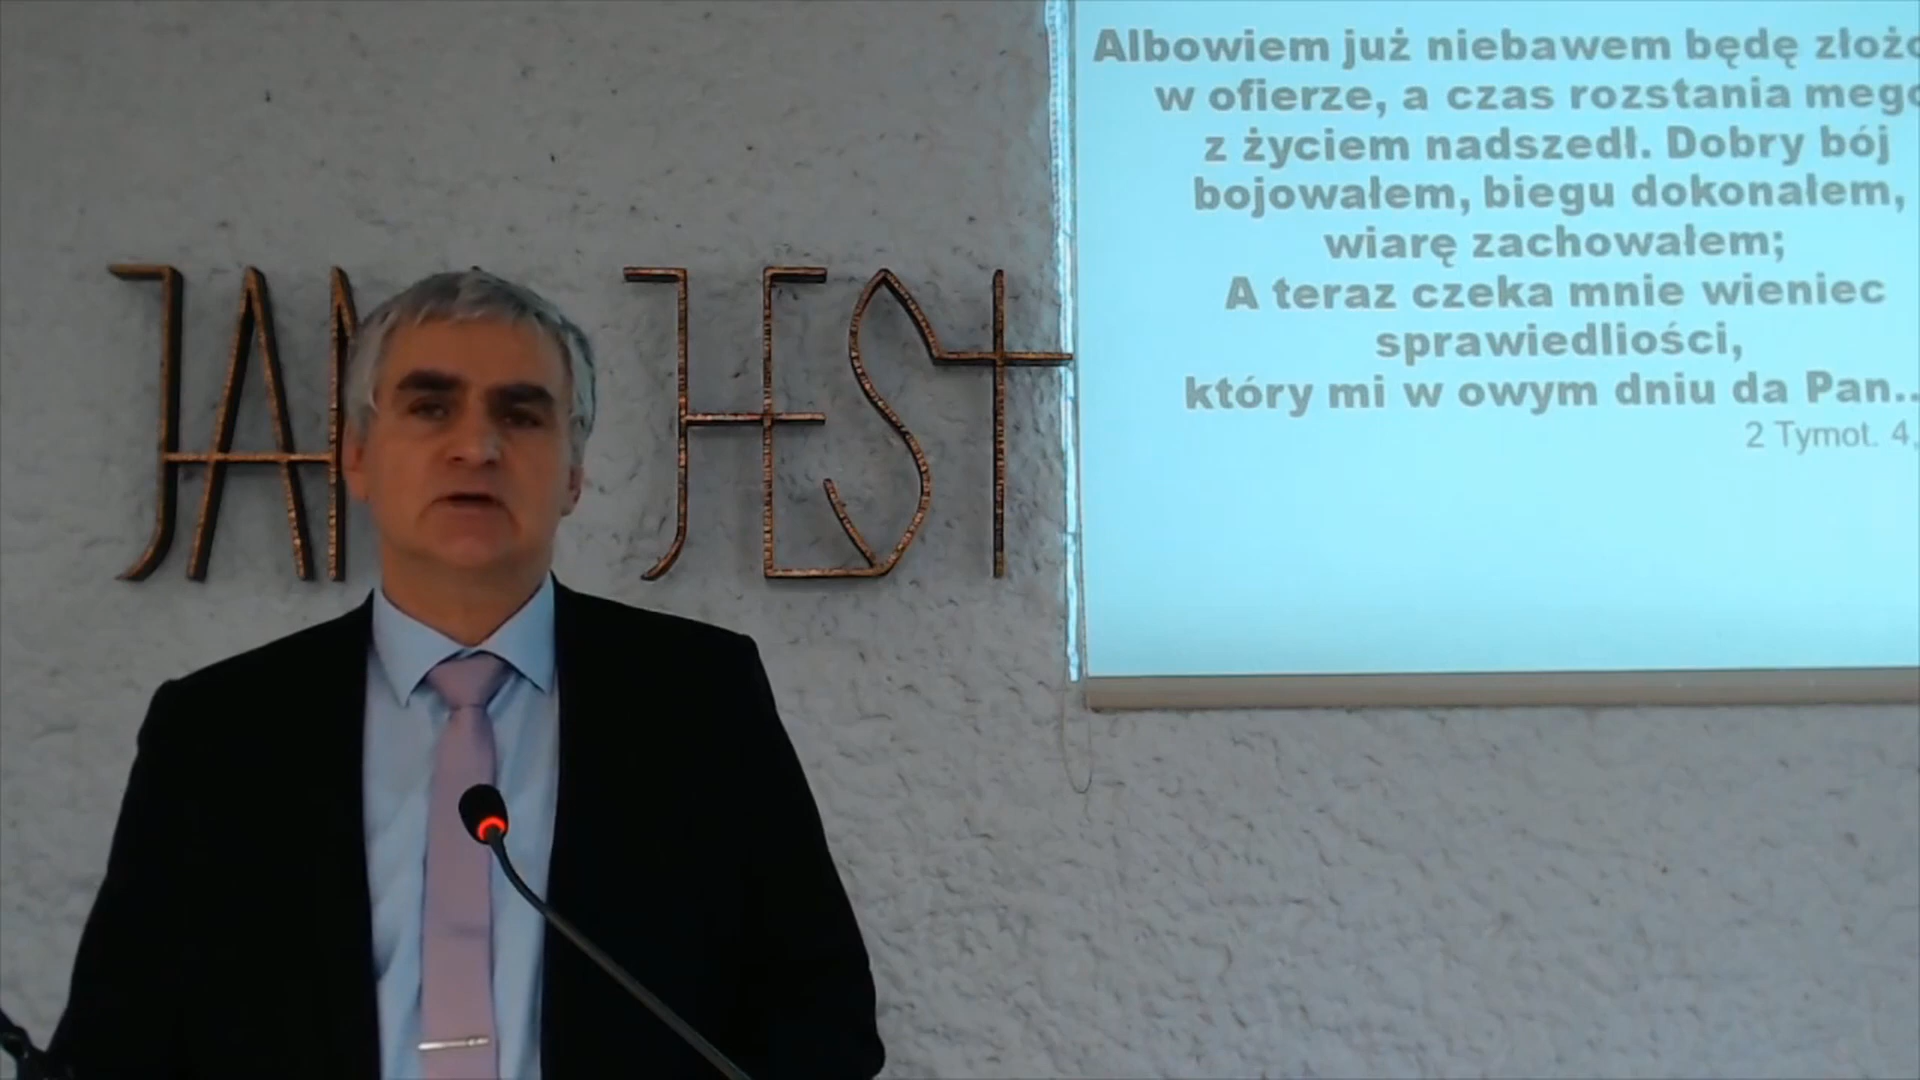 JAN JEST
Albowiem już niebawem będę złożo
w ofierze, a czas rozstania mego
z życiem nadszedł. Dobry bój
bojowałem, biegu dokonałem,
wiarę zachowałem;
A teraz czeka mnie wieniec
sprawiedliości,
który mi w owym dniu da Pan..
2 Tymot. 4,